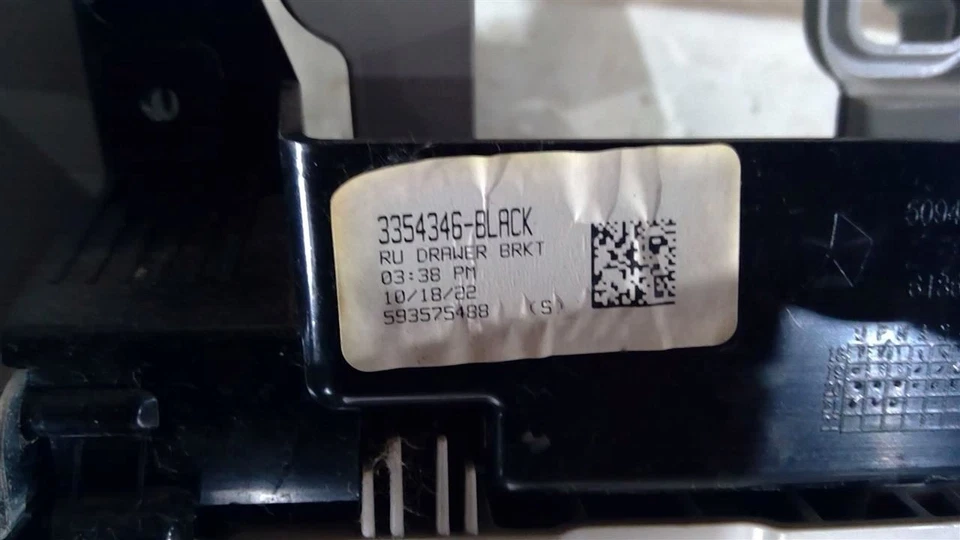 3354346-BLACK
RU DRAWER BRKT
03:38 PM
10/18/22
593575488 (S)